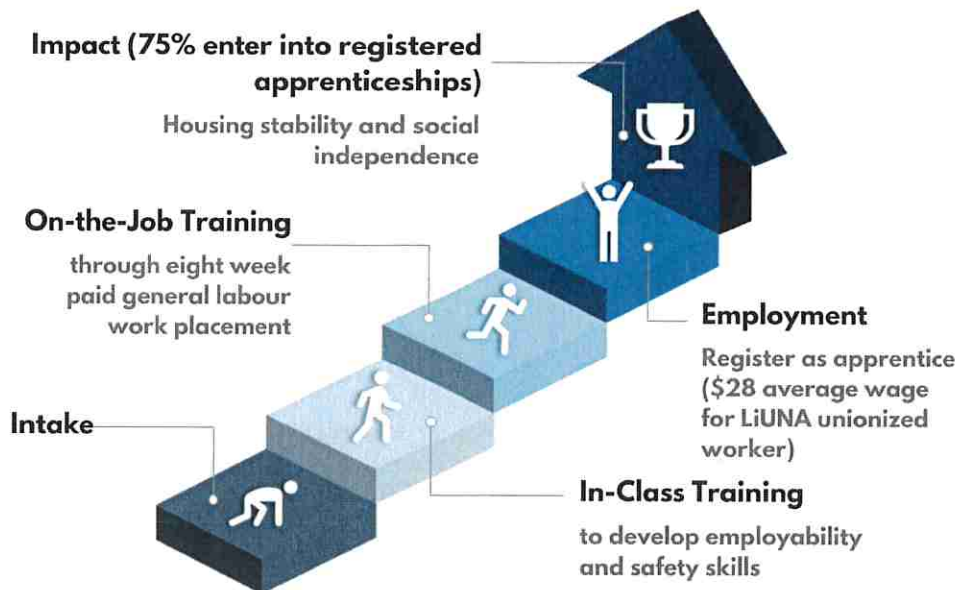 Impact (75% enter into registered
apprenticeships)
Housing stability and social
independence
On-the-Job Training
through eight week
paid general labour
work placement
Employment
Register as apprentice
($28 average wage
for LiUNA unionized
worker)
Intake
In-Class Training
to develop employability
and safety skills